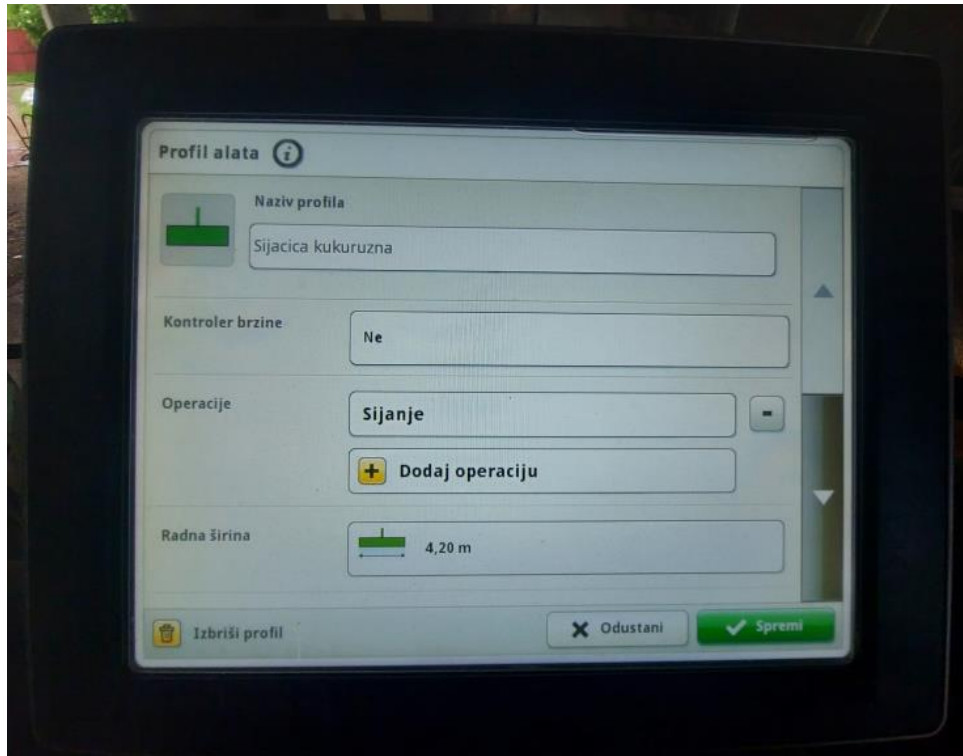 Profil alata
Naziv profila
Sijacica kukuruzna
Kontroler brzine
Ne
Operacije
Sijanje
Dodaj operaciju
Radna širina
4,20 m
Izbriši profil
Odustani
Spremi